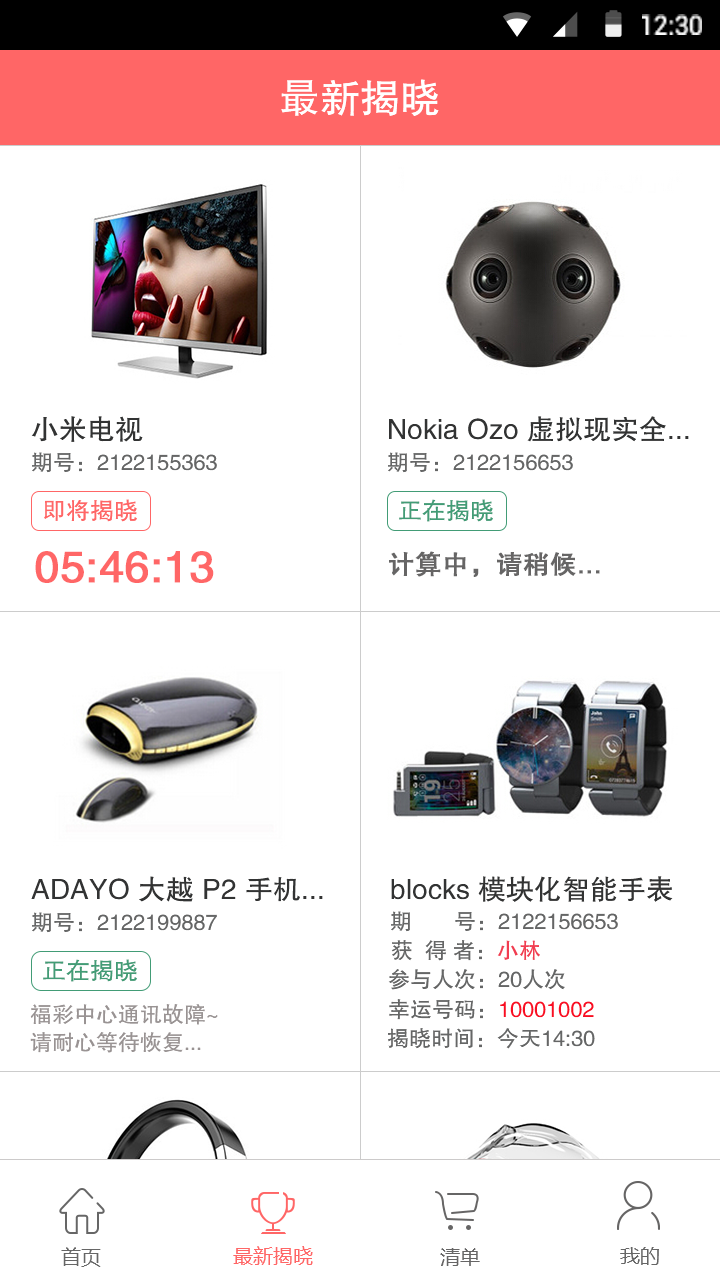 12:30
最新揭晓
小米电视
期号：2122155363
即将揭晓
05:46:13
Nokia Ozo 虚拟现实全...
期号：2122156653
正在揭晓
计算中，请稍候...
ADAYO 大越 P2 手机...
期号：2122199887
正在揭晓
福彩中心通讯故障~
请耐心等待恢复...
blocks 模块化智能手表
期 号：2122156653
获 得 者：小林
参与人次：20人次
幸运号码：10001002
揭晓时间：今天14:30
首页
最新揭晓
清单
我的